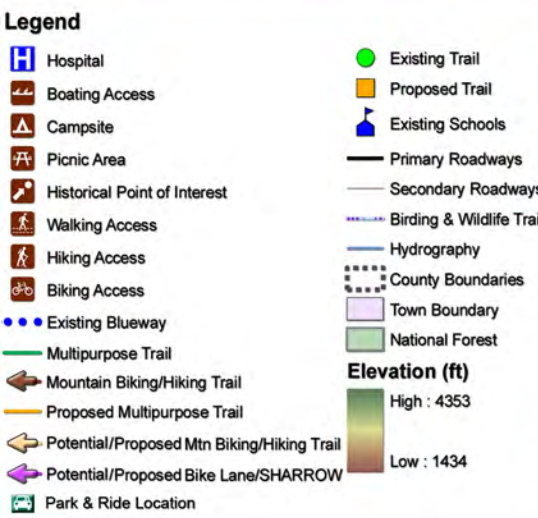 Legend
H Hospital
Boating Access
Campsite
Picnic Area
Historical Point of Interest
Walking Access
Hiking Access
Biking Access
Existing Blueway
Multipurpose Trail
Mountain Biking/Hiking Trail
Proposed Multipurpose Trail
Potential/Proposed Mtn Biking/Hiking Trail
Potential/Proposed Bike Lane/SHARROW
Park & Ride Location
Existing Trail
Proposed Trail
Existing Schools
Primary Roadways
Secondary Roadways
Birding & Wildlife Trail
Hydrography
County Boundaries
Town Boundary
National Forest
Elevation (ft)
High : 4353
Low : 1434